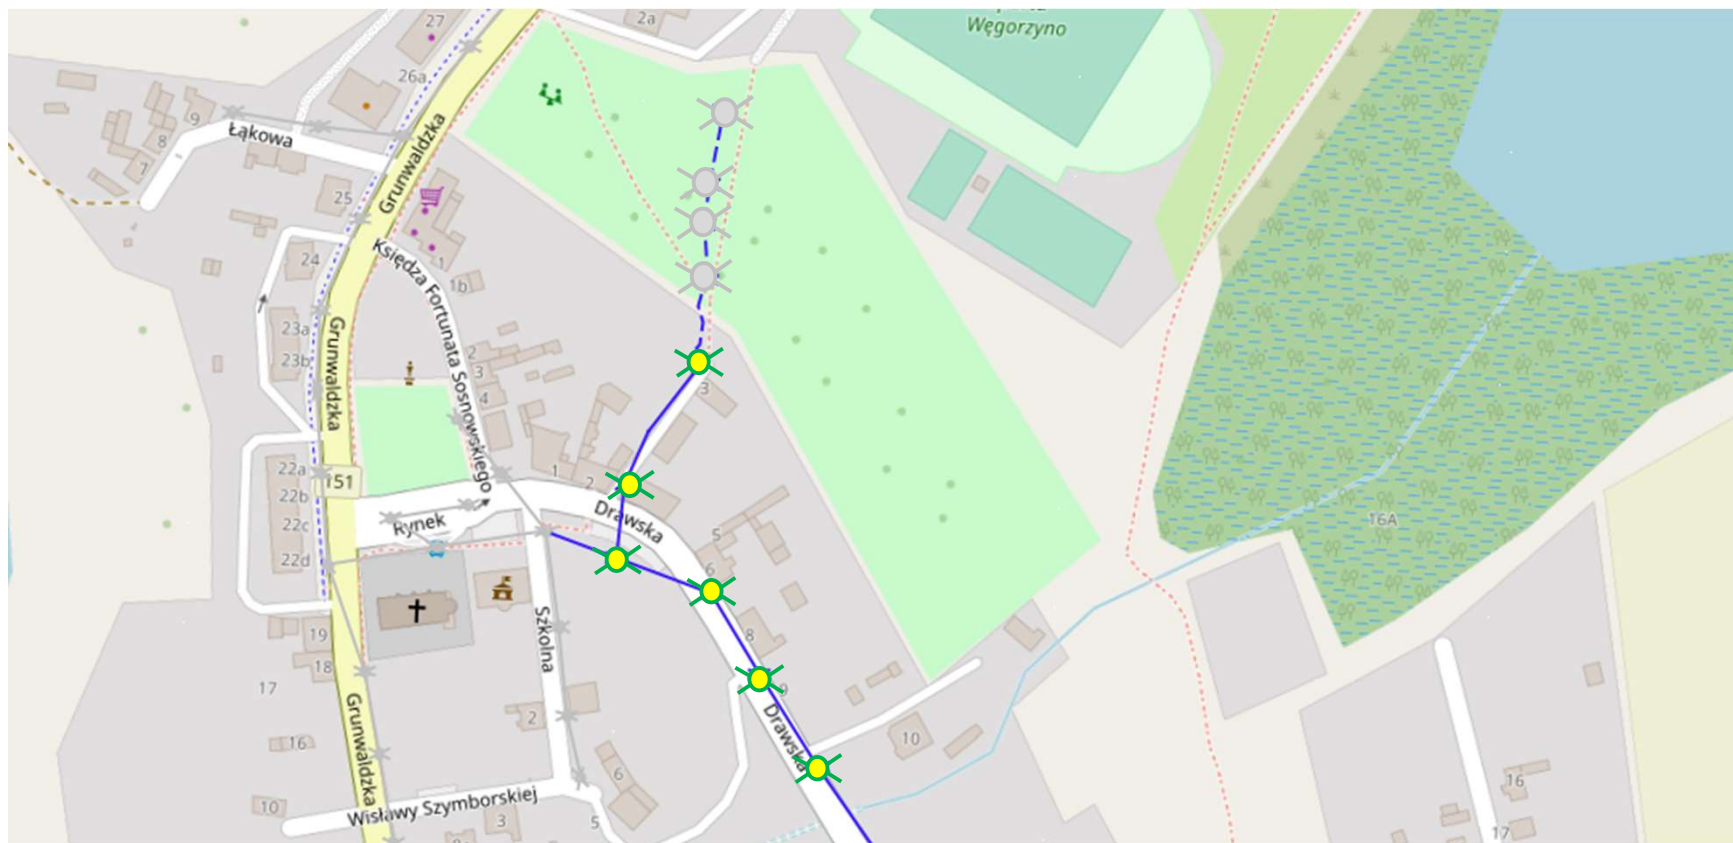 27
2a
Węgorzyno
26a
9
Łąkowa
8
7
Grunwaldzka
25
24
Księdza Fortunata Sosnowskiego
1
1b
23a
23b
Grunwaldzka
2
3
4
3
22a
151
22b
1
2
22c
Rynek
Drawska
5
22d
16A
6
19
Szkolna
8
18
17
9
Grunwaldzka
2
Drawska
10
16
6
16
10
Wisławy Szymborskiej
3
5
17